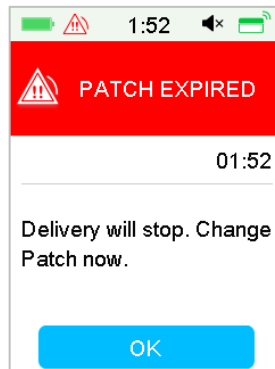 1:52
PATCH EXPIRED
01:52
Delivery will stop. Change
Patch now.
OK